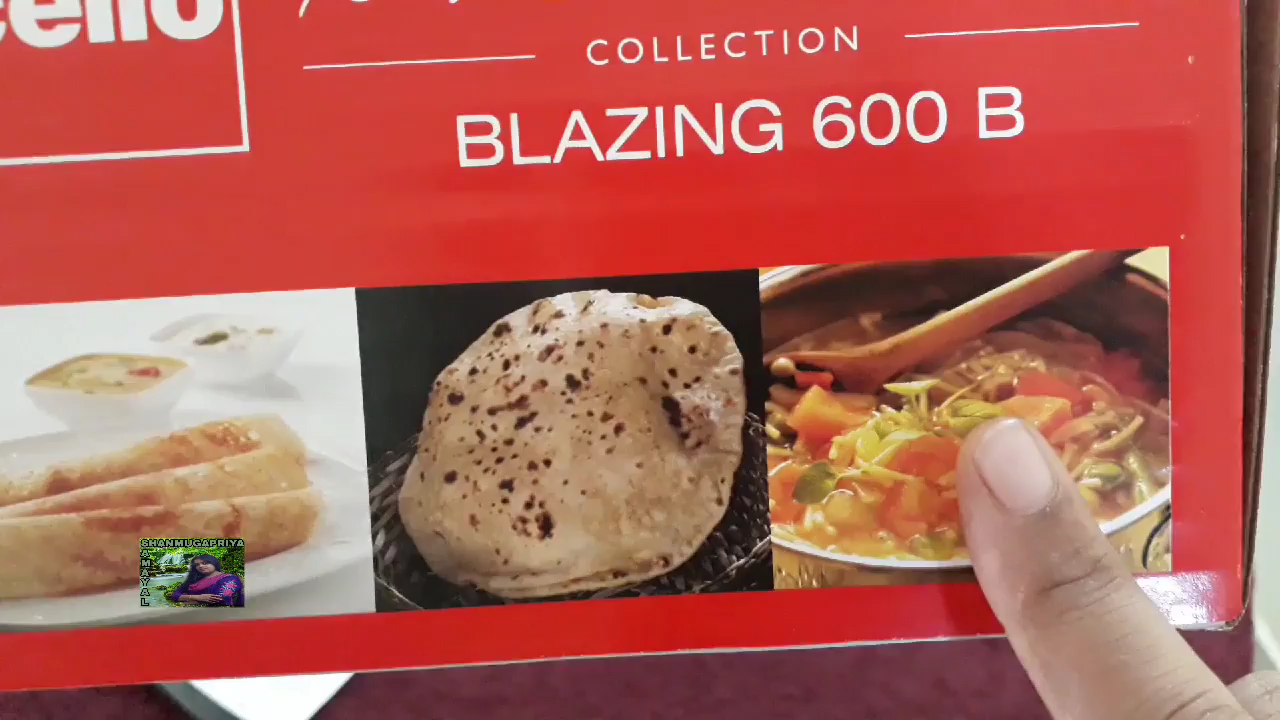 cello
COLLECTION
BLAZING 600 B
SHANMUGAPRIYA
SAMAYAL